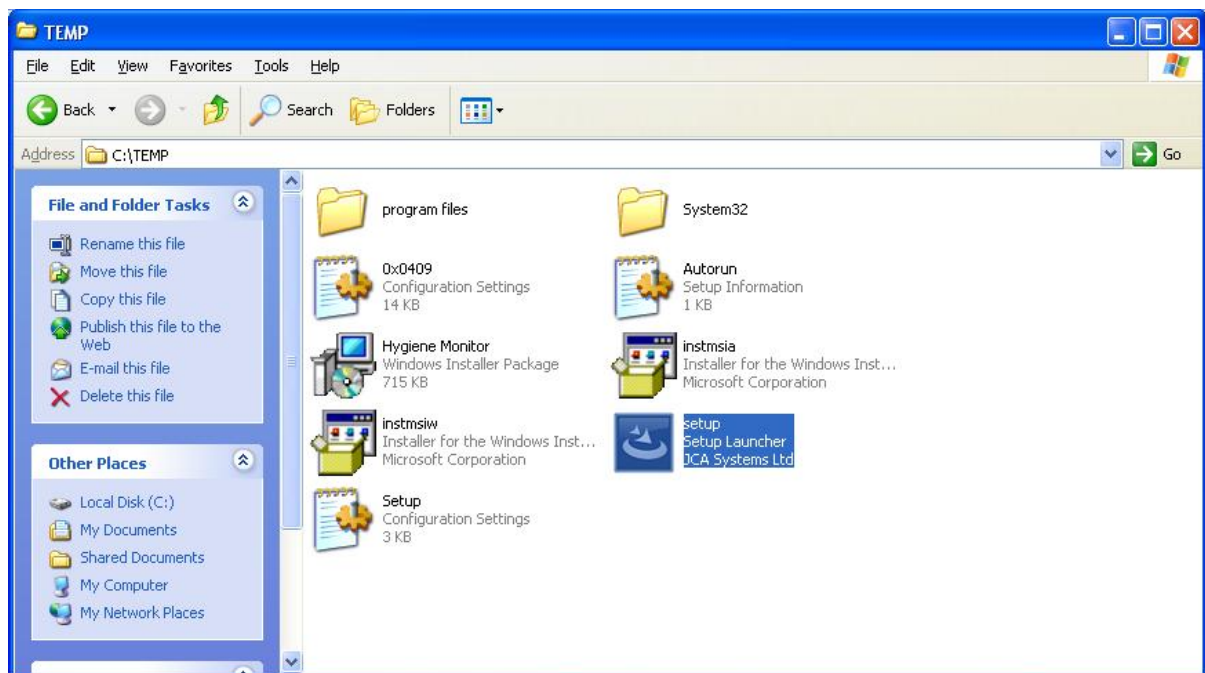 TEMP
File Edit View Favorites Tools Help
Back Search Folders
Address C:\TEMP Go
File and Folder Tasks
Rename this file
Move this file
Copy this file
Publish this file to the
Web
E-mail this file
Delete this file
Other Places
Local Disk (C:)
My Documents
Shared Documents
My Computer
My Network Places
program files
System32
0x0409
Configuration Settings
14 KB
Autorun
Setup Information
1 KB
Hygiene Monitor
Windows Installer Package
715 KB
instmsia
Installer for the Windows Inst...
Microsoft Corporation
instmsiw
Installer for the Windows Inst...
Microsoft Corporation
setup
Setup Launcher
JCA Systems Ltd
Setup
Configuration Settings
3 KB